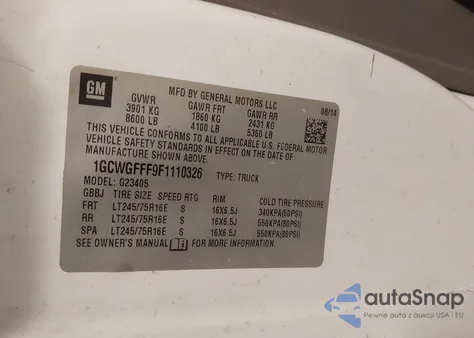 GM
MFD BY GENERAL MOTORS LLC
08/14
GVWR GAWR FRT GAWR RR
3901 KG 1860 KG 2431 KG
8600 LB 4100 LB 5360 LB
THIS VEHICLE CONFORMS TO ALL APPLICABLE U.S. FEDERAL
MOTOR VEHICLE SAFETY STANDARDS IN EFFECT ON THE DATE OF
MANUFACTURE SHOWN ABOVE.
1GCWGFFF9F1110326 TYPE: TRUCK
MODEL: G23405
GBBJ TIRE SIZE SPEED RTG RIM COLD TIRE PRESSURE
FRT LT245/75R16E S 16X6.5J 340KPA(50PSI)
RR LT245/75R16E S 16X6.5J 550KPA(80PSI)
SPA LT245/75R16E S 16X6.5J 550KPA(80PSI)
SEE OWNER'S MANUAL FOR MORE INFORMATION.
autoSnap
Pewne auta z aukcji USA i EU